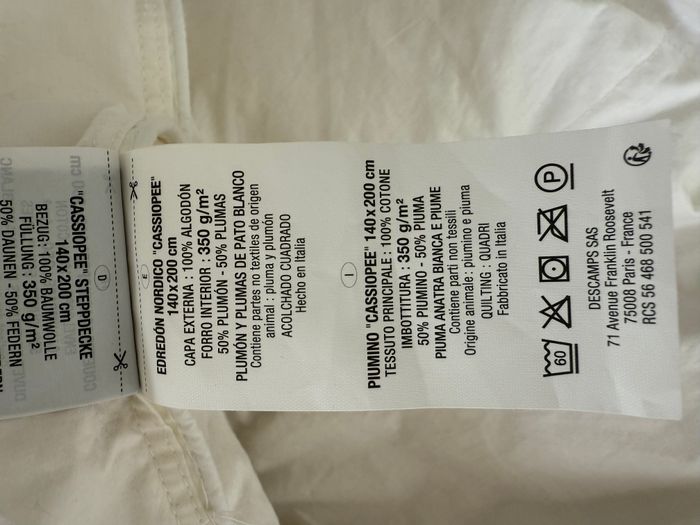 "CASSIOPEE" STEPPDECKE
140x200 cm
BEZUG: 100% BAUMWOLLE
FÜLLUNG: 350 g/m²
50% DAUNEN - 50% FEDERN
D
E
EDREDÓN NORDICO "CASSIOPEE"
140x200 cm
CAPA EXTERNA : 100% ALGODÓN
FORRO INTERIOR : 350 g/m²
50% PLUMÓN - 50% PLUMAS
PLUMÓN Y PLUMAS DE PATO BLANCO
Contiene partes no textiles de origen
animal : pluma y plumón
ACOLCHADO CUADRADO
Hecho en Italia
I
PIUMINO "CASSIOPEE" 140x200 cm
TESSUTO PRINCIPALE : 100% COTONE
IMBOTTITURA : 350 g/m²
50% PIUMINO - 50% PIUMA
PIUMA ANATRA BIANCA E PIUME
Contiene parti non tessili
Origine animale : piumino e piuma
QUILTING : QUADRI
Fabbricato in Italy
60
P
DESCAMPS SAS
71 Avenue Franklin Roosevelt
75008 Paris - France
RCS 56 468 500 541